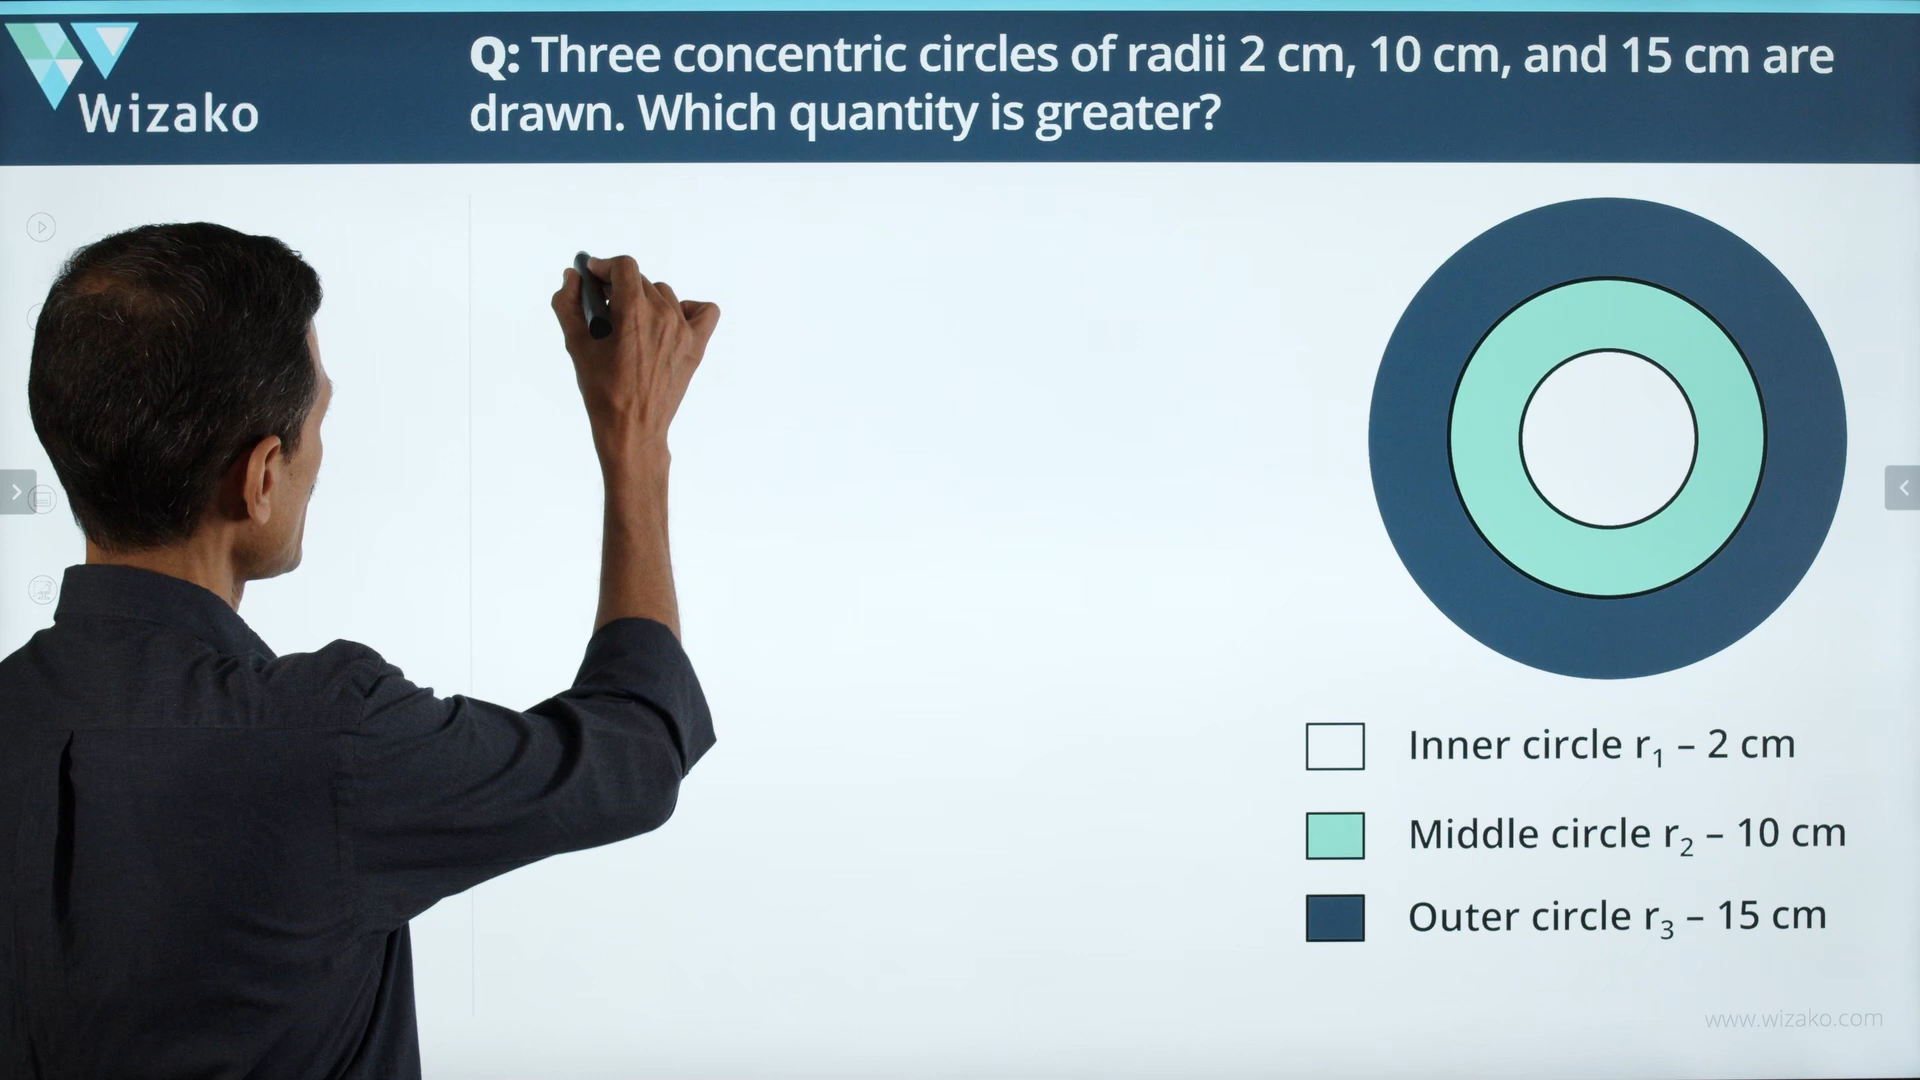 Wizako
Q: Three concentric circles of radii 2 cm, 10 cm, and 15 cm are
drawn. Which quantity is greater?
Inner circle r₁ – 2 cm
Middle circle r₂ – 10 cm
Outer circle r₃ – 15 cm
www.wizako.com